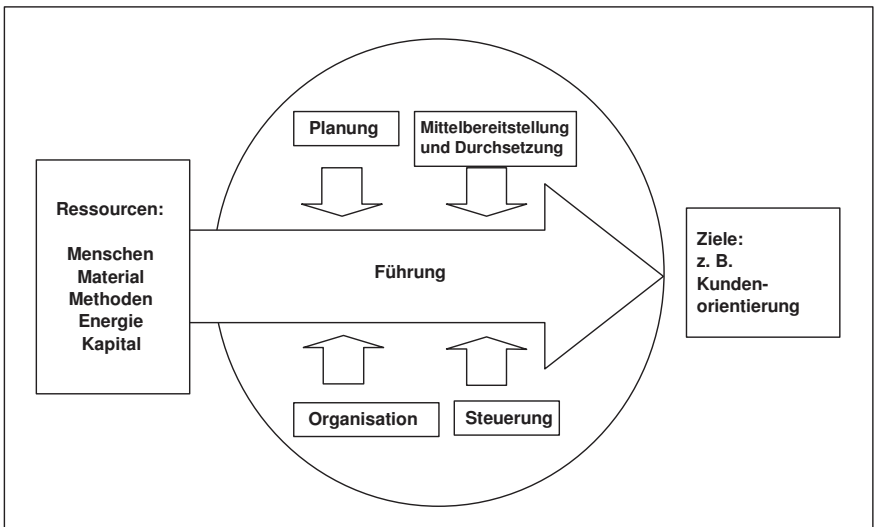 Ressourcen:
Menschen
Material
Methoden
Energie
Kapital
Planung
Mittelbereitstellung
und Durchsetzung
Führung
Organisation
Steuerung
Ziele:
z. B.
Kunden-
orientierung